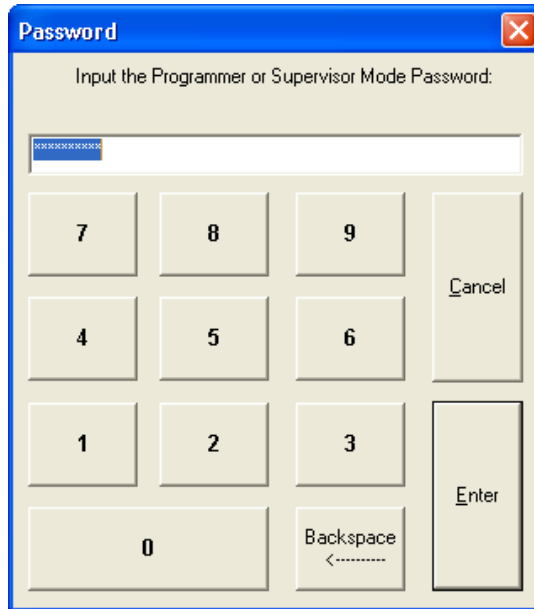 Password
Input the Programmer or Supervisor Mode Password:
**********
7 8 9
Cancel
4 5 6
1 2 3
Enter
0 Backspace
<----------